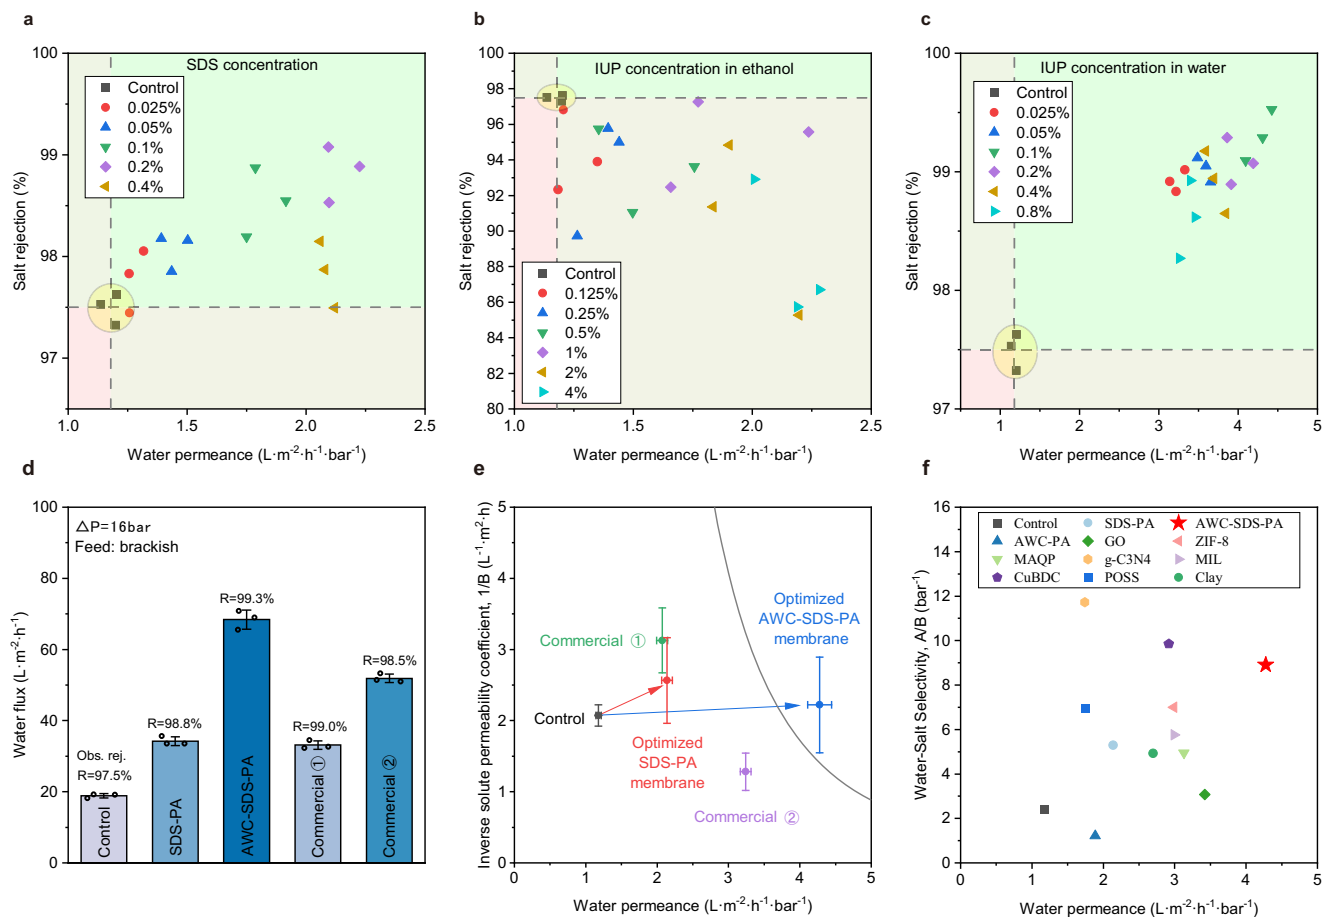 a
SDS concentration
Control
0.025%
0.05%
0.1%
0.2%
0.4%
100
99
98
97
1.0
1.5
2.0
2.5
Salt rejection (%)
Water permeance (L·m⁻²·h⁻¹·bar⁻¹)
b
IUP concentration in ethanol
Control
0.125%
0.25%
0.5%
1%
2%
4%
100
98
96
94
92
90
88
86
84
82
80
1.0
1.5
2.0
2.5
Salt rejection (%)
Water permeance (L·m⁻²·h⁻¹·bar⁻¹)
c
IUP concentration in water
Control
0.025%
0.05%
0.1%
0.2%
0.4%
0.8%
100
99
98
97
1
2
3
4
5
Salt rejection (%)
Water permeance (L·m⁻²·h⁻¹·bar⁻¹)
d
△P=16bar
Feed: brackish
Obs. rej.
R=97.5%
R=98.8%
R=99.3%
R=99.0%
R=98.5%
Control
SDS-PA
AWC-SDS-PA
Commercial ①
Commercial ②
100
80
60
40
20
0
Water flux (L·m⁻²·h⁻¹)
e
Commercial ①
Optimized
AWC-SDS-PA
membrane
Control
Optimized
SDS-PA
membrane
Commercial ②
5
4
3
2
1
0
0
1
2
3
4
5
Inverse solute permeability coefficient, 1/B (L⁻¹·m²·h)
Water permeance (L·m⁻²·h⁻¹·bar⁻¹)
f
Control
SDS-PA
AWC-SDS-PA
AWC-PA
GO
ZIF-8
MAQP
g-C3N4
MIL
CuBDC
POSS
Clay
16
14
12
10
8
6
4
2
0
0
1
2
3
4
5
Water-Salt Selectivity, A/B (bar⁻¹)
Water permeance (L·m⁻²·h⁻¹·bar⁻¹)